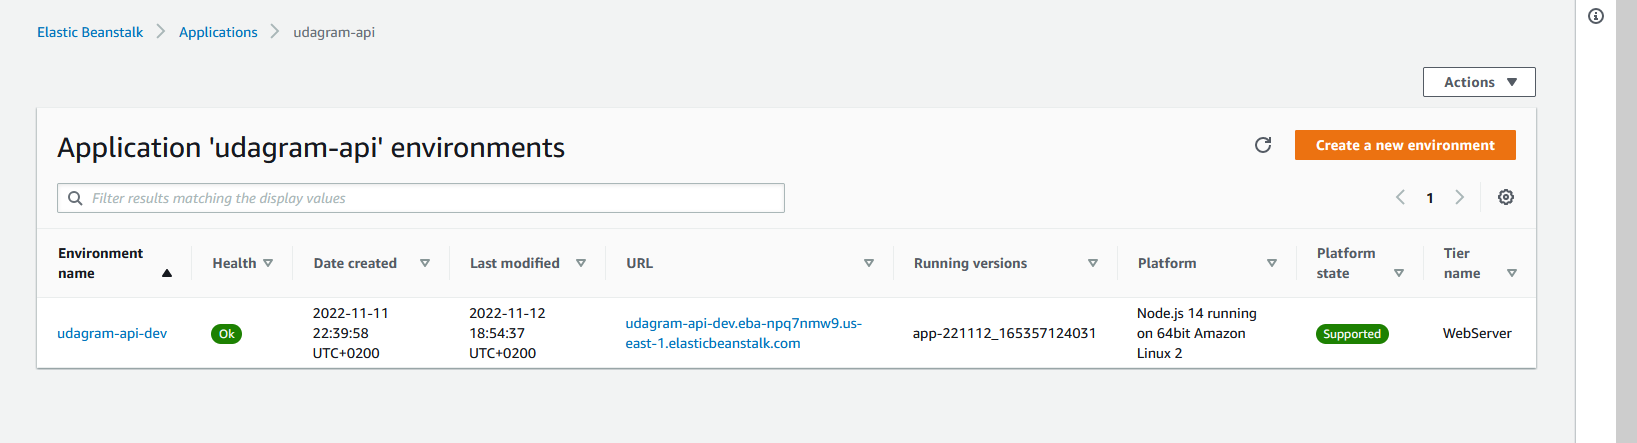 Elastic Beanstalk > Applications > udagram-api
Actions
Application 'udagram-api' environments
Create a new environment
Filter results matching the display values
1
Environment name
Health
Date created
Last modified
URL
Running versions
Platform
Platform state
Tier name
udagram-api-dev
Ok
2022-11-11
22:39:58
UTC+0200
2022-11-12
18:54:37
UTC+0200
udagram-api-dev.eba-npq7nmw9.us-
east-1.elasticbeanstalk.com
app-221112_165357124031
Node.js 14 running
on 64bit Amazon
Linux 2
Supported
WebServer